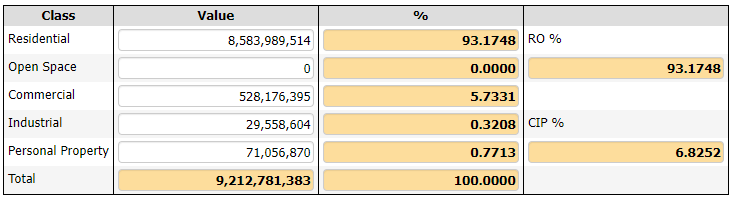 Class Value %
Residential 8,583,989,514 93.1748 RO %
Open Space 0 0.0000 93.1748
Commercial 528,176,395 5.7331
Industrial 29,558,604 0.3208 CIP %
Personal Property 71,056,870 0.7713 6.8252
Total 9,212,781,383 100.0000